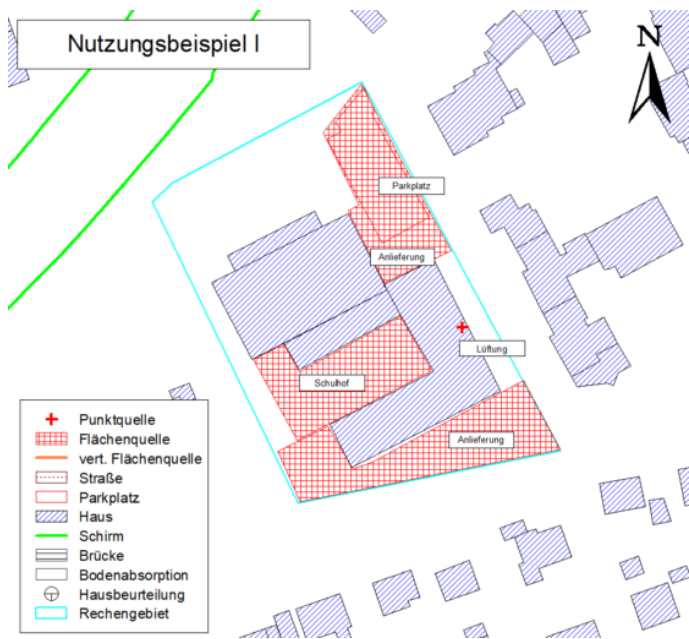 Nutzungsbeispiel I
N
Parkplatz
Anlieferung
Lüftung
Schulhof
Anlieferung
Punktquelle
Flächenquelle
vert. Flächenquelle
Straße
Parkplatz
Haus
Schirm
Brücke
Bodenabsorption
Hausbeurteilung
Rechengebiet